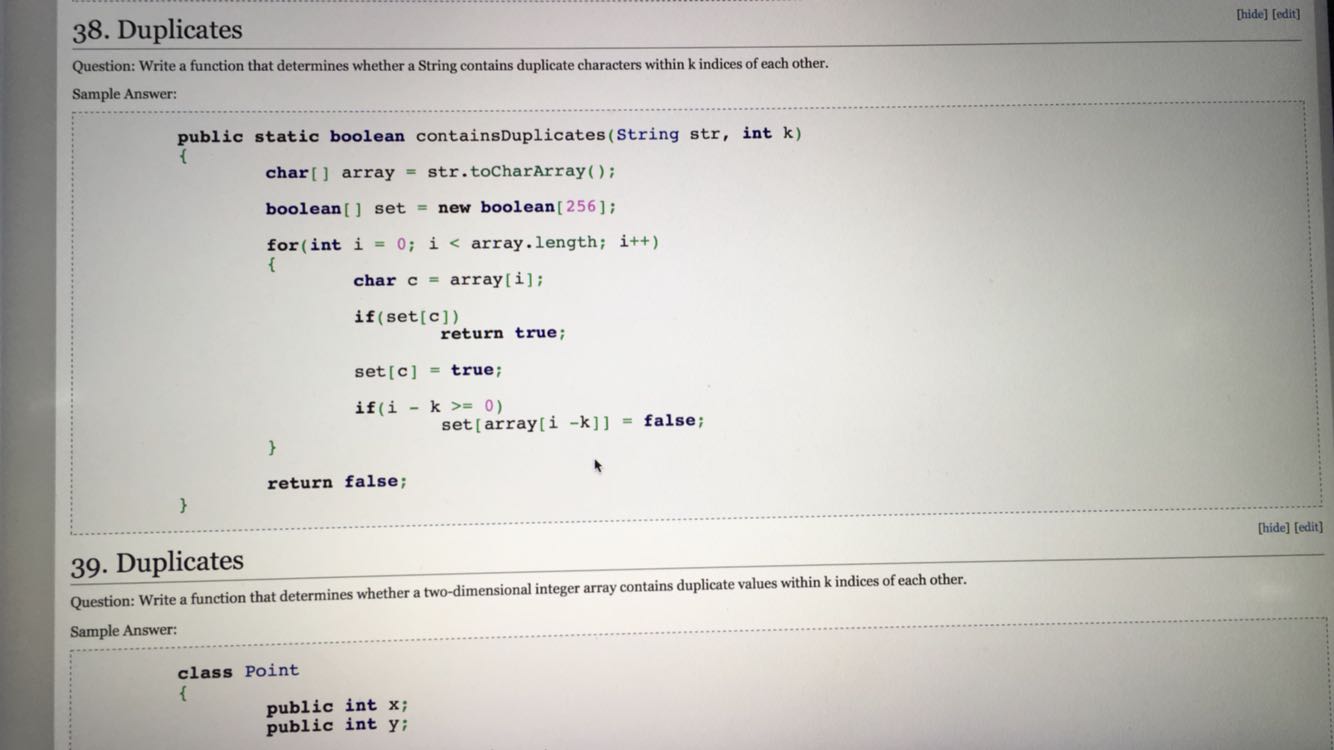 [hide] [edit]
38. Duplicates
Question: Write a function that determines whether a String contains duplicate characters within k indices of each other.
Sample Answer:
public static boolean containsDuplicates(String str, int k)
{
char[] array = str.toCharArray();
boolean[] set = new boolean[256];
for(int i = 0; i < array.length; i++)
{
char c = array[i];
if(set[c])
return true;
set[c] = true;
if(i - k >= 0)
set[array[i -k]] = false;
}
return false;
}
[hide] [edit]
39. Duplicates
Question: Write a function that determines whether a two-dimensional integer array contains duplicate values within k indices of each other.
Sample Answer:
class Point
{
public int x;
public int y;